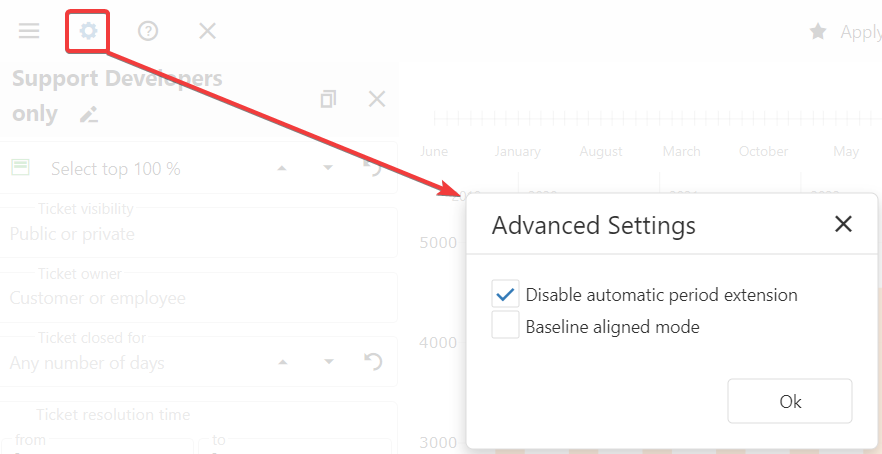 Apply
Support Developers
only
Select top 100 %
Ticket visibility
Public or private
Ticket owner
Customer or employee
Ticket closed for
Any number of days
Ticket resolution time
from
to
June
January
August
March
October
May
5000
4000
3000
Advanced Settings
Disable automatic period extension
Baseline aligned mode
Ok